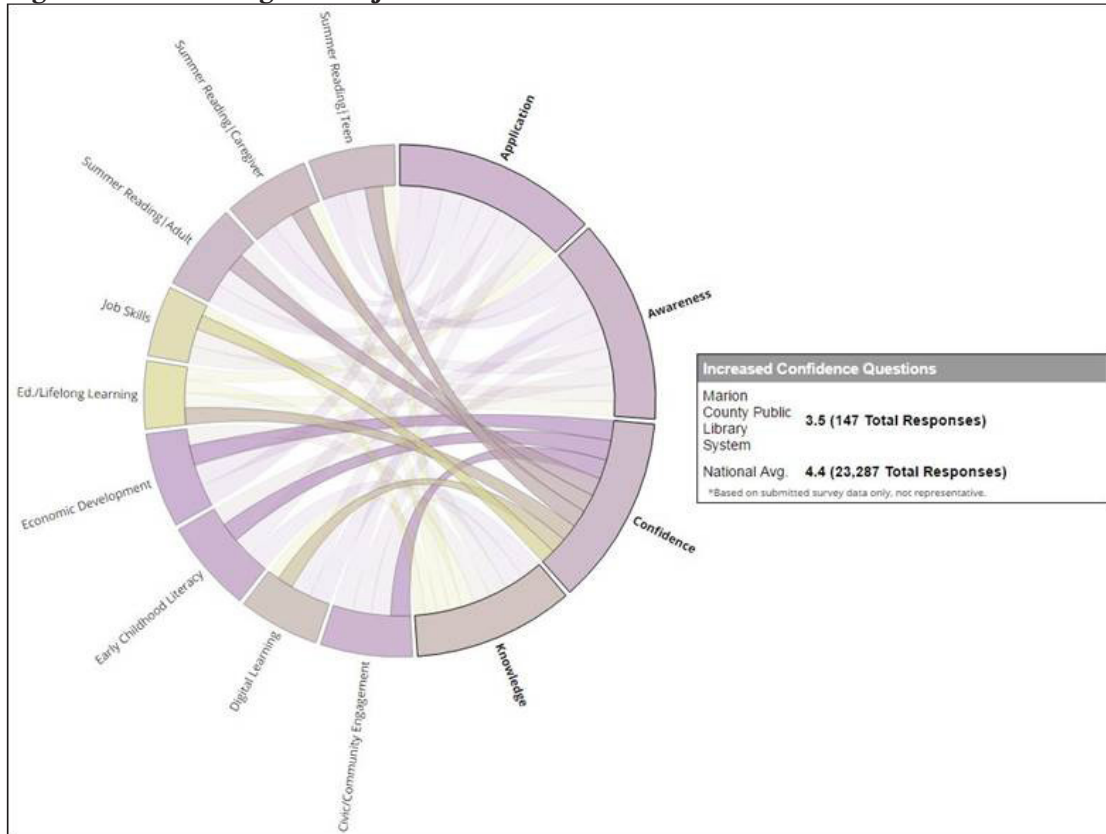 Summer Reading|Teen
Summer Reading|Caregiver
Summer Reading|Adult
Job Skills
Ed./Lifelong Learning
Economic Development
Early Childhood Literacy
Digital Learning
Civic/Community Engagement
Application
Awareness
Confidence
Knowledge
Increased Confidence Questions
Marion
County Public
Library
System
3.5 (147 Total Responses)
National Avg. 4.4 (23,287 Total Responses)
*Based on submitted survey data only, not representative.